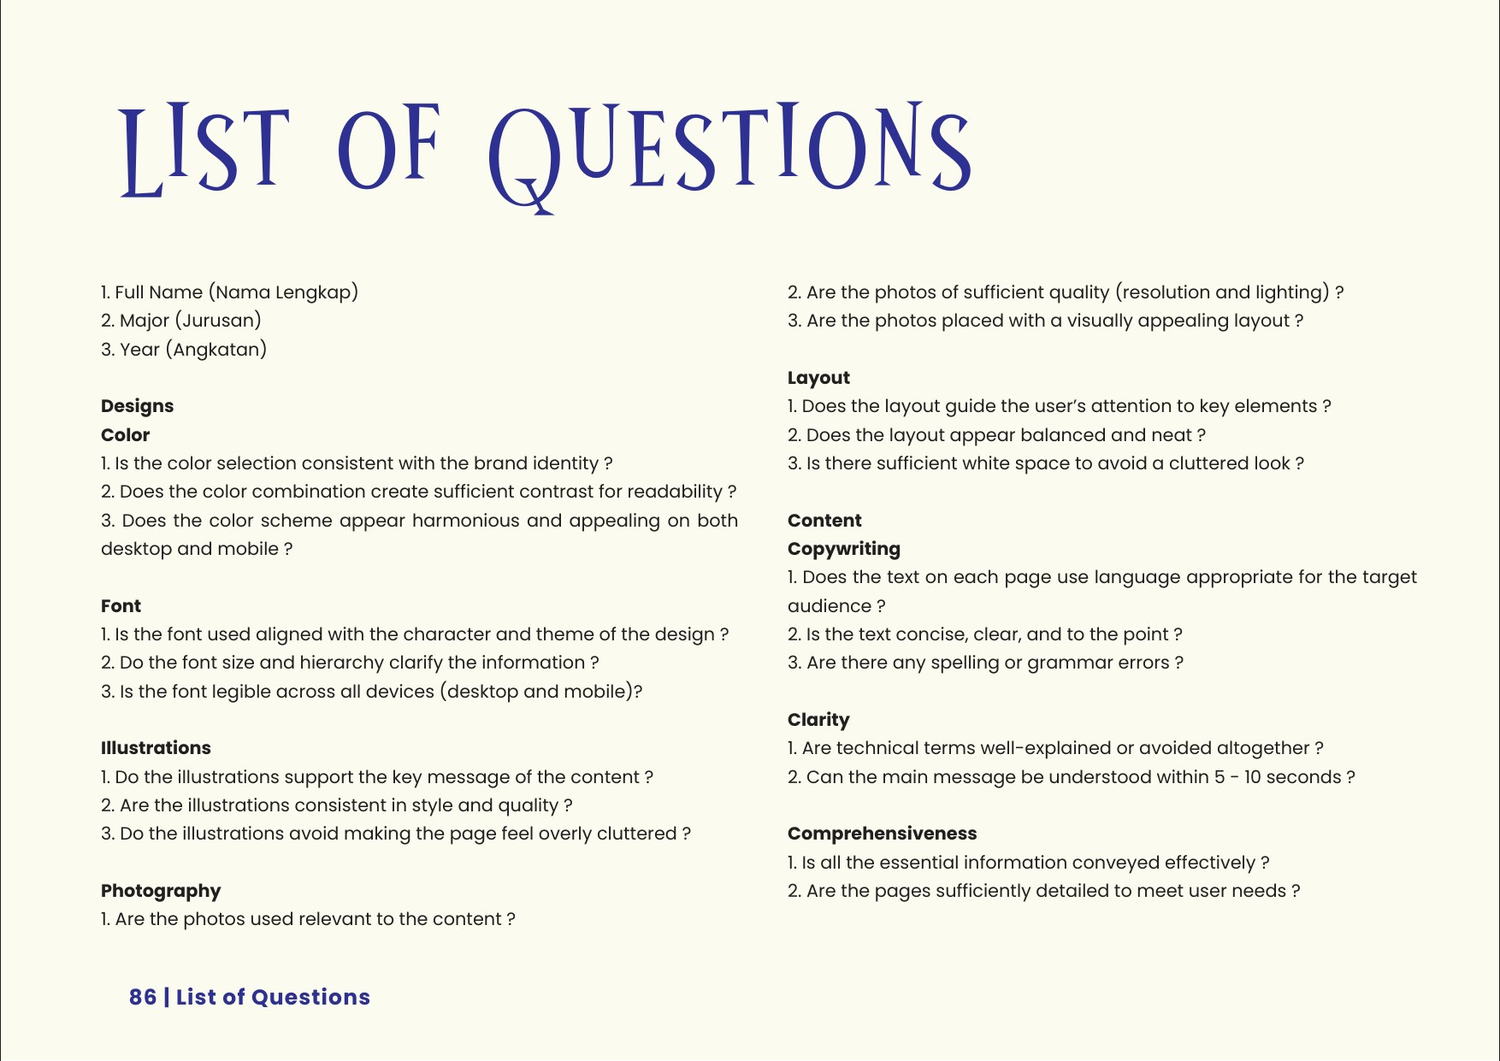 List of Questions
1. Full Name (Nama Lengkap)
2. Major (Jurusan)
3. Year (Angkatan)
Designs
Color
1. Is the color selection consistent with the brand identity ?
2. Does the color combination create sufficient contrast for readability ?
3. Does the color scheme appear harmonious and appealing on both
desktop and mobile ?
Font
1. Is the font used aligned with the character and theme of the design ?
2. Do the font size and hierarchy clarify the information ?
3. Is the font legible across all devices (desktop and mobile)?
Illustrations
1. Do the illustrations support the key message of the content ?
2. Are the illustrations consistent in style and quality ?
3. Do the illustrations avoid making the page feel overly cluttered ?
Photography
1. Are the photos used relevant to the content ?
2. Are the photos of sufficient quality (resolution and lighting) ?
3. Are the photos placed with a visually appealing layout ?
Layout
1. Does the layout guide the user’s attention to key elements ?
2. Does the layout appear balanced and neat ?
3. Is there sufficient white space to avoid a cluttered look ?
Content
Copywriting
1. Does the text on each page use language appropriate for the target
audience ?
2. Is the text concise, clear, and to the point ?
3. Are there any spelling or grammar errors ?
Clarity
1. Are technical terms well-explained or avoided altogether ?
2. Can the main message be understood within 5 - 10 seconds ?
Comprehensiveness
1. Is all the essential information conveyed effectively ?
2. Are the pages sufficiently detailed to meet user needs ?
86 | List of Questions